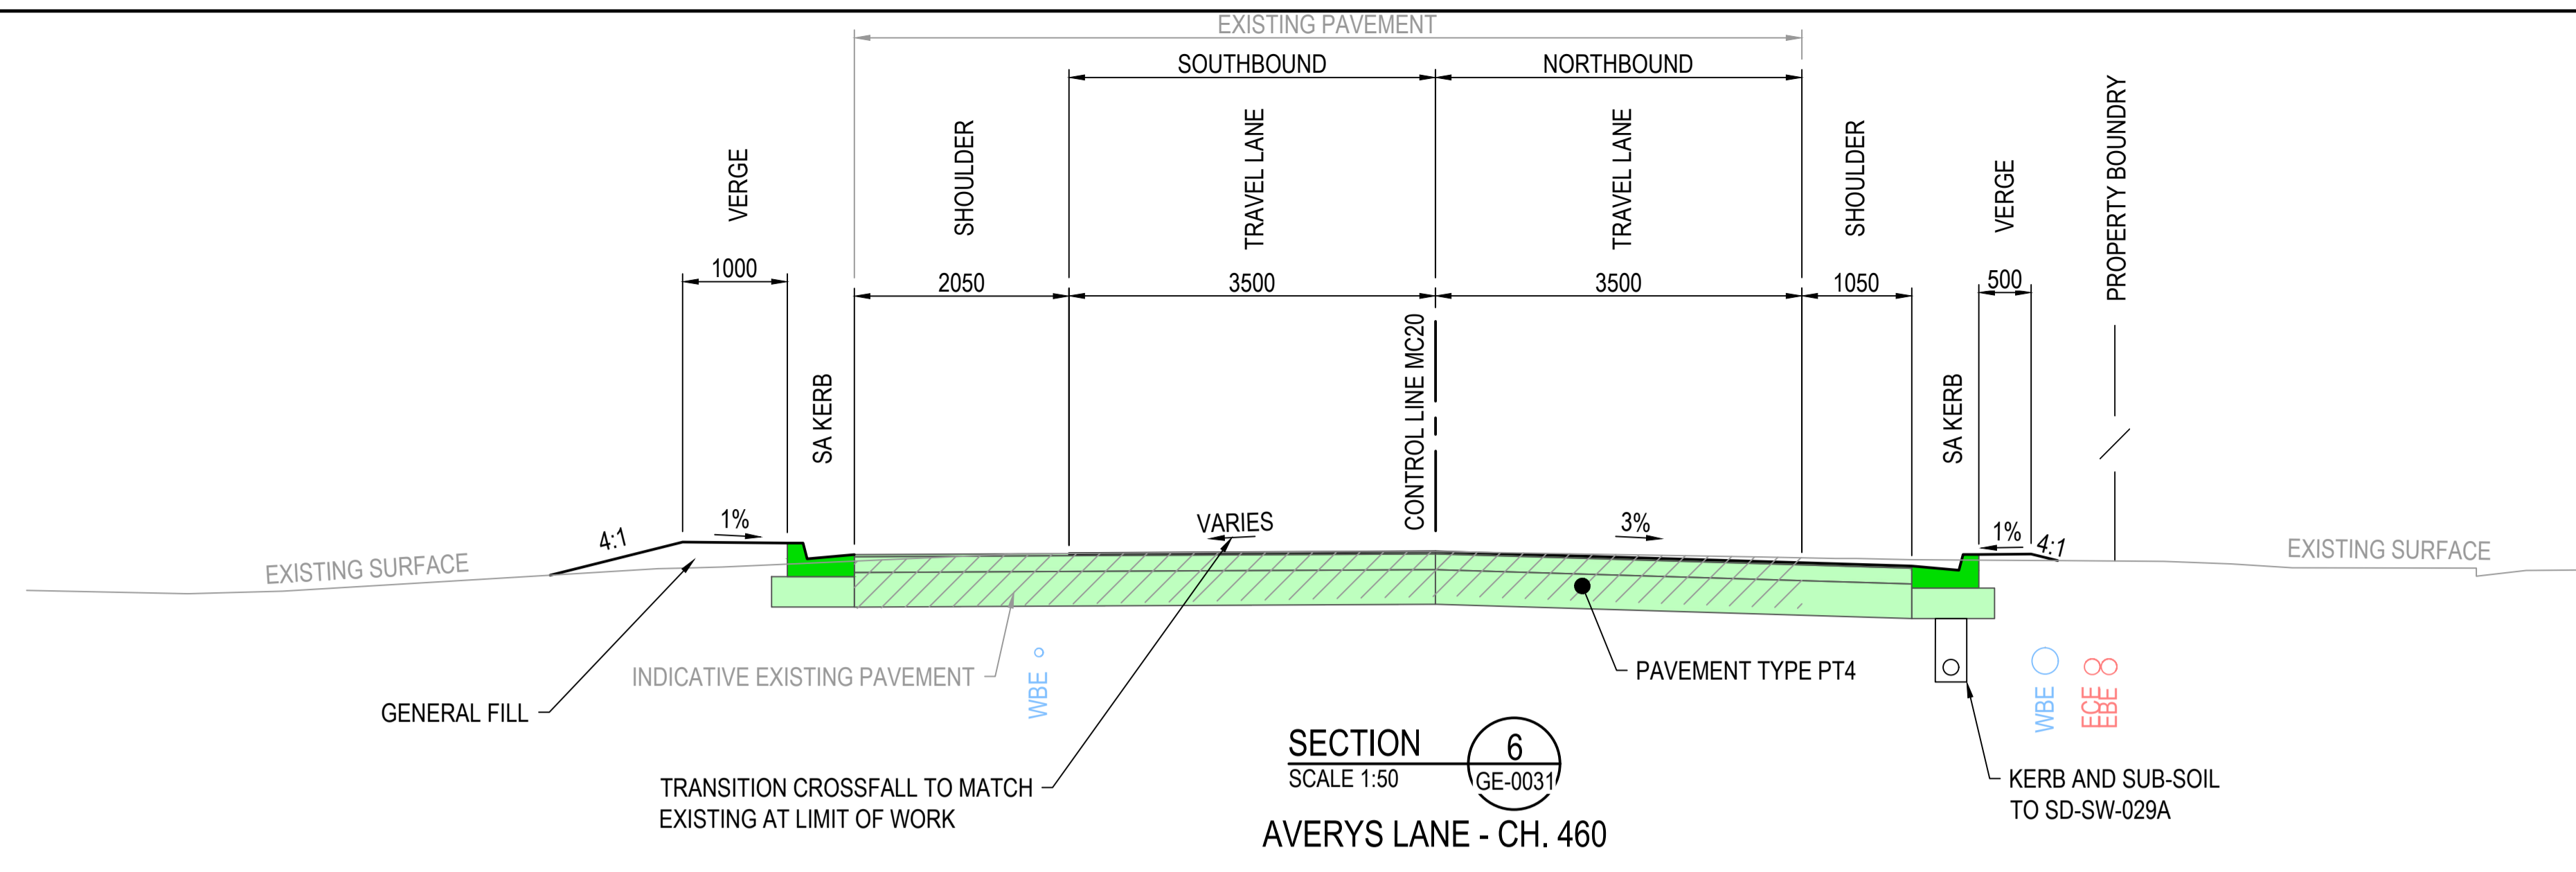 EXISTING PAVEMENT
SOUTHBOUND
NORTHBOUND
VERGE
SHOULDER
TRAVEL LANE
TRAVEL LANE
SHOULDER
VERGE
PROPERTY BOUNDRY
1000
2050
3500
3500
1050
500
SA KERB
CONTROL LINE MC20
SA KERB
EXISTING SURFACE
4:1
1%
VARIES
3%
1%
4:1
EXISTING SURFACE
INDICATIVE EXISTING PAVEMENT
WBE
PAVEMENT TYPE PT4
WBE
ECE
EBE
GENERAL FILL
SECTION
6
SCALE 1:50
GE-0031
TRANSITION CROSSFALL TO MATCH
EXISTING AT LIMIT OF WORK
KERB AND SUB-SOIL
TO SD-SW-029A
AVERYS LANE - CH. 460